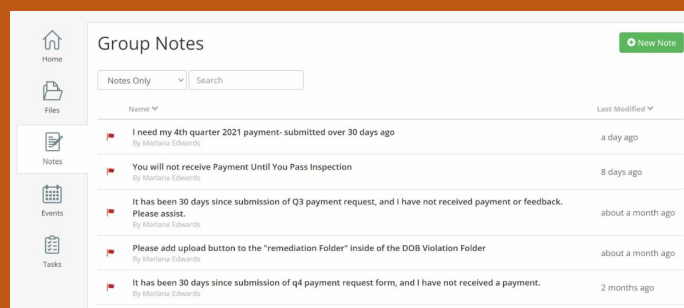 Home
Files
Notes
Events
Tasks
Group Notes
New Note
Notes Only
Search
Name
Last Modified
I need my 4th quarter 2021 payment- submitted over 30 days ago
By Marlana Edwards
a day ago
You will not receive Payment Until You Pass Inspection
By Marlana Edwards
8 days ago
It has been 30 days since submission of Q3 payment request, and I have not received payment or feedback.
Please assist.
By Marlana Edwards
about a month ago
Please add upload button to the "remediation Folder" inside of the DOB Violation Folder
By Marlana Edwards
about a month ago
It has been 30 days since submission of q4 payment request form, and I have not received a payment.
By Marlana Edwards
2 months ago